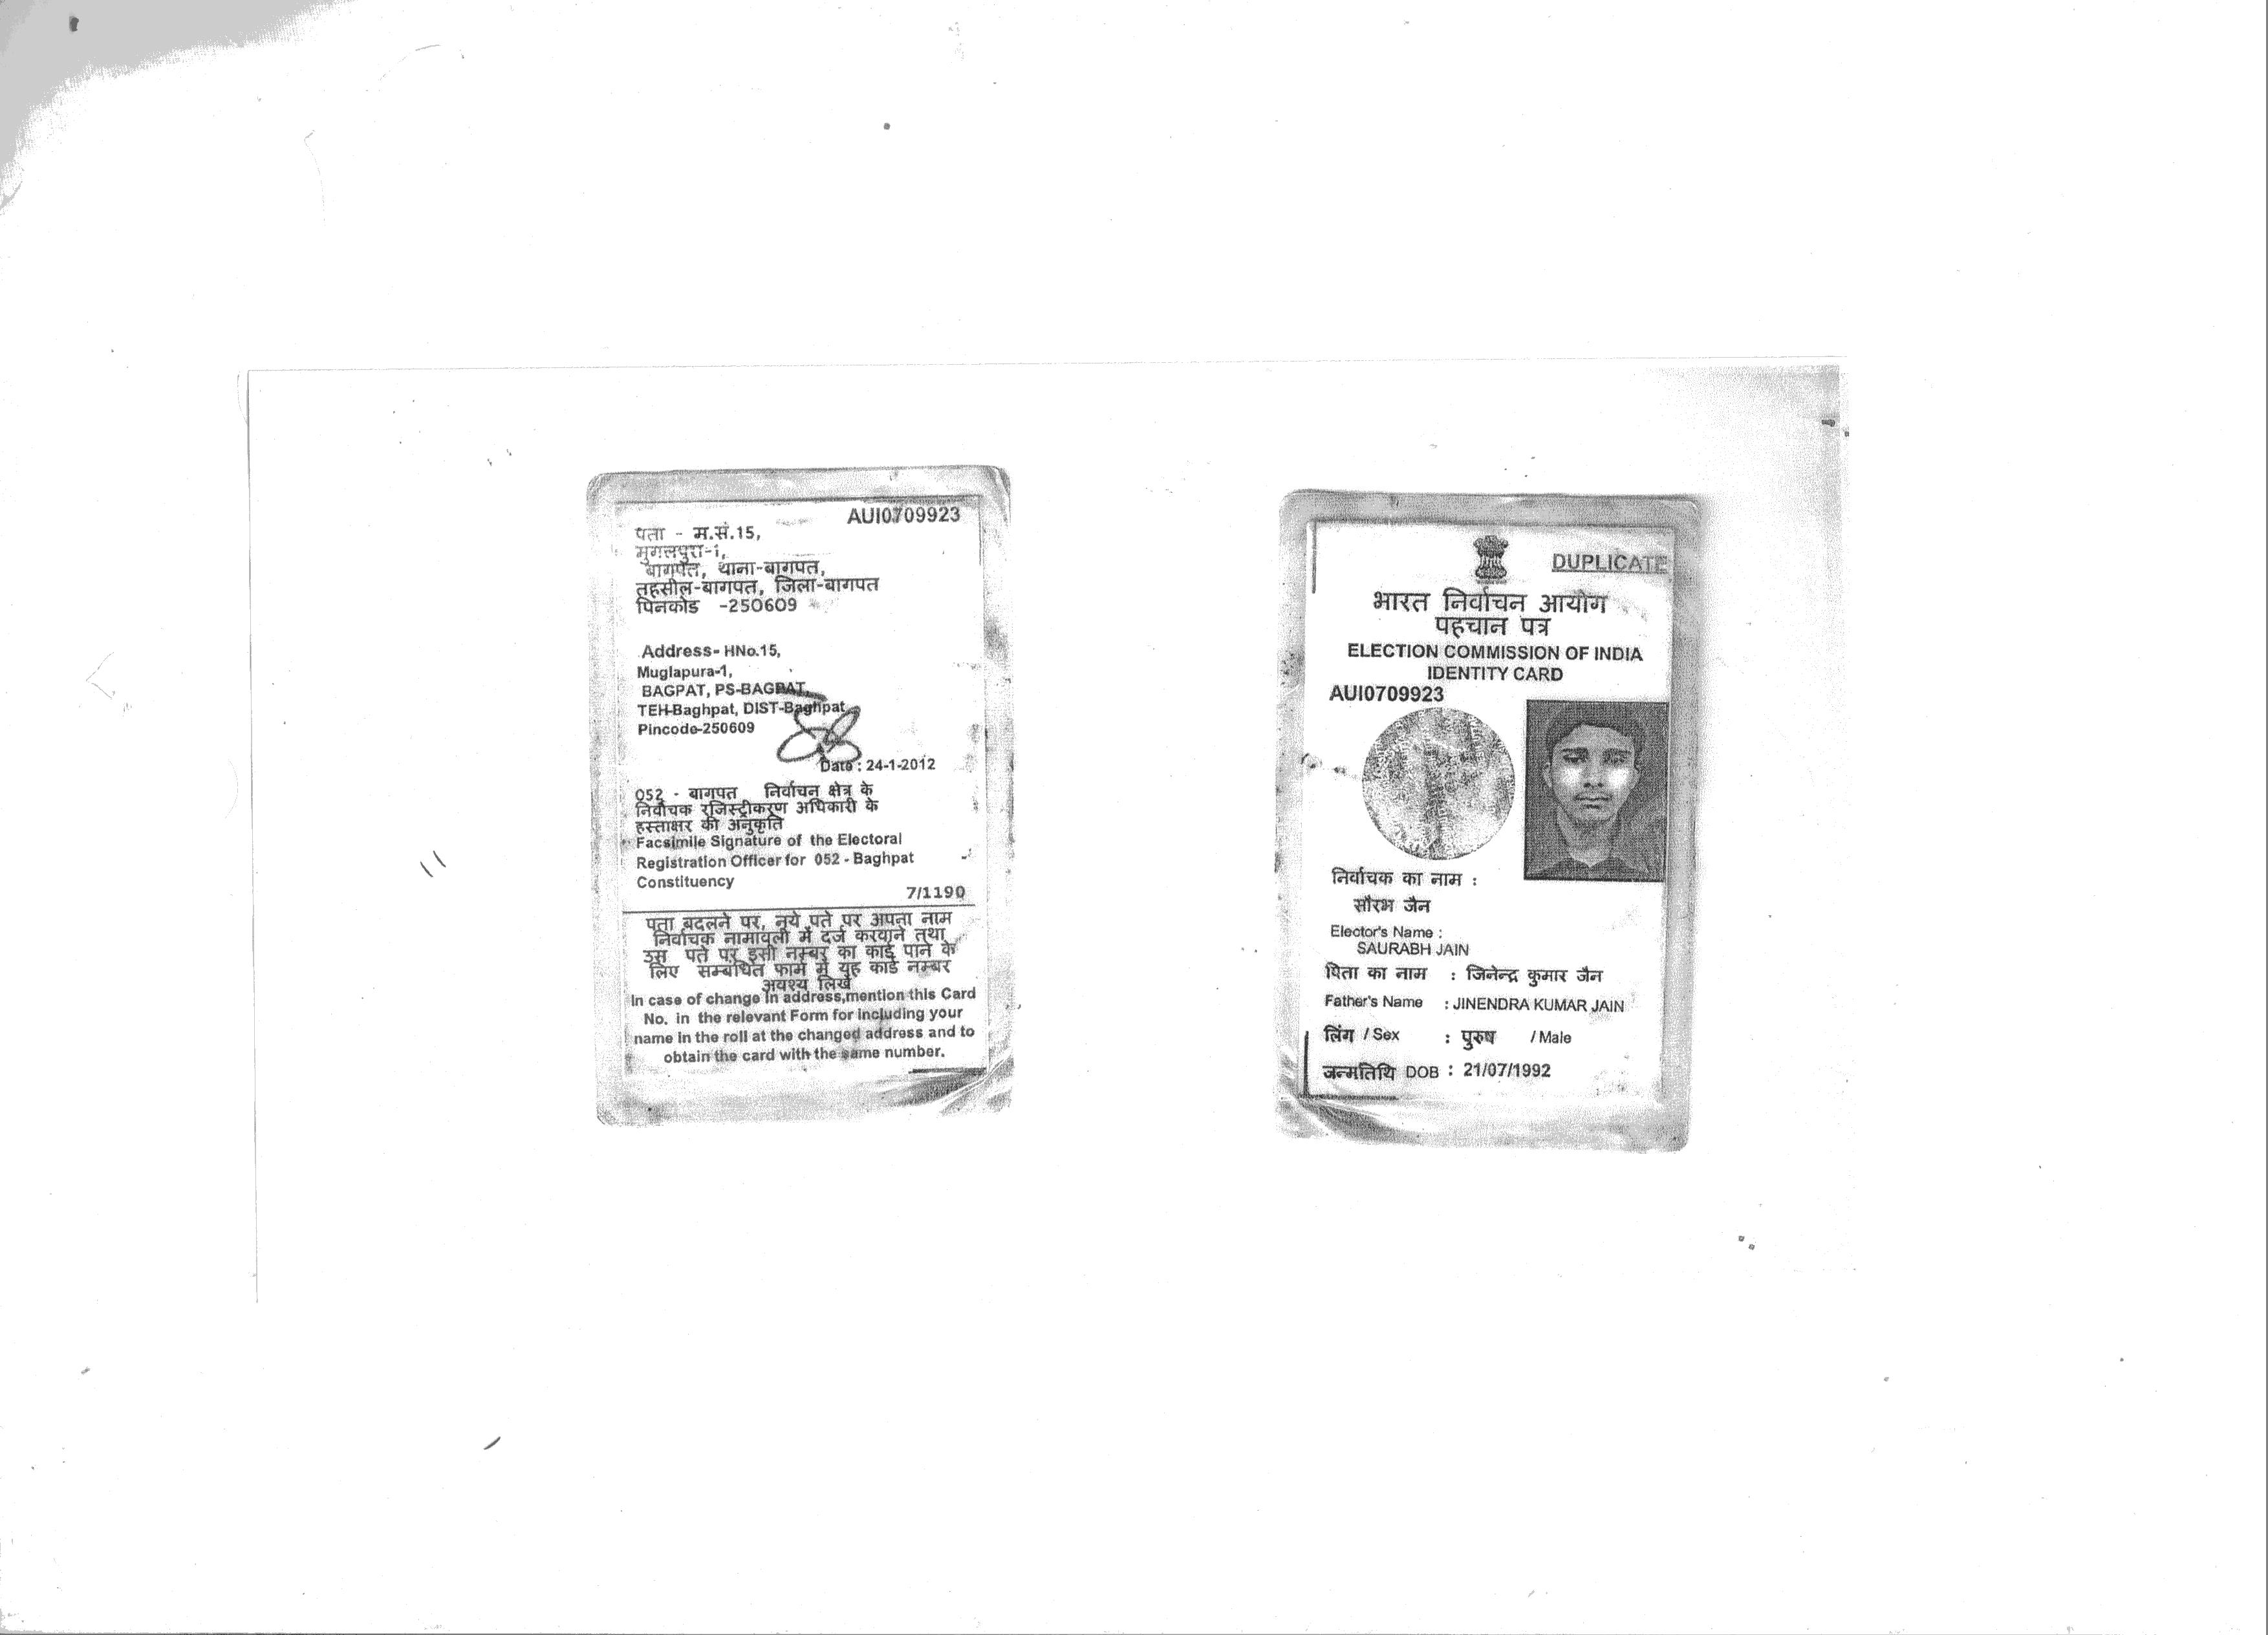 AUI0709923
पता - म.सं.15,
मुगलपुरा-1,
बागपत, थाना-बागपत,
तहसील-बागपत, जिला-बागपत
पिनकोड -250609
Address- HNo.15,
Muglapura-1,
BAGPAT, PS-BAGPAT,
TEH-Baghpat, DIST-Baghpat
Pincode-250609
Date : 24-1-2012
052 - बागपत निर्वाचन क्षेत्र के
निर्वाचक रजिस्ट्रीकरण अधिकारी के
हस्ताक्षर की अनुकृति
Facsimile Signature of the Electoral
Registration Officer for 052 - Baghpat
Constituency
7/1190
पता बदलने पर, नये पते पर अपना नाम
निर्वाचक नामावली में दर्ज करवाने तथा
उस पते पर इसी नम्बर का कार्ड पाने के
लिए सम्बंधित फार्म में यह कार्ड नम्बर
अवश्य लिखें
In case of change in address,mention this Card
No. in the relevant Form for including your
name in the roll at the changed address and to
obtain the card with the same number.
DUPLICATE
भारत निर्वाचन आयोग
पहचान पत्र
ELECTION COMMISSION OF INDIA
IDENTITY CARD
AUI0709923
निर्वाचक का नाम :
सौरभ जैन
Elector's Name :
SAURABH JAIN
पिता का नाम : जिनेन्द्र कुमार जैन
Father's Name : JINENDRA KUMAR JAIN
लिंग / Sex : पुरुष / Male
जन्मतिथि DOB : 21/07/1992